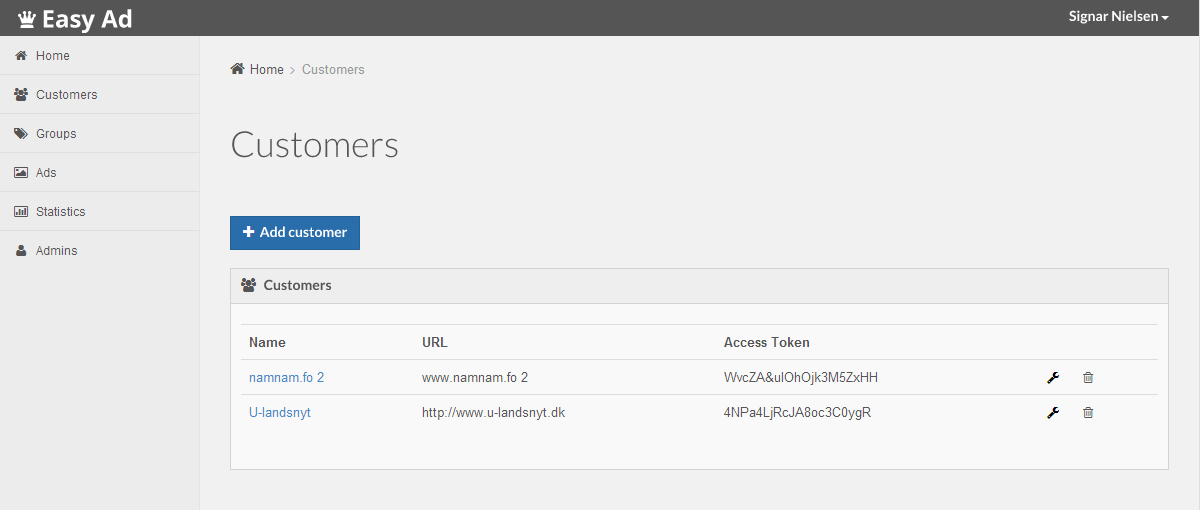 Easy Ad
Signar Nielsen
Home
Customers
Groups
Ads
Statistics
Admins
Home > Customers
Customers
Add customer
Customers
Name URL Access Token
namnam.fo 2 www.namnam.fo 2 WvcZA&ulOhOjk3M5ZxHH
U-landsnyt http://www.u-landsnyt.dk 4NPa4LjRcJA8oc3C0ygR